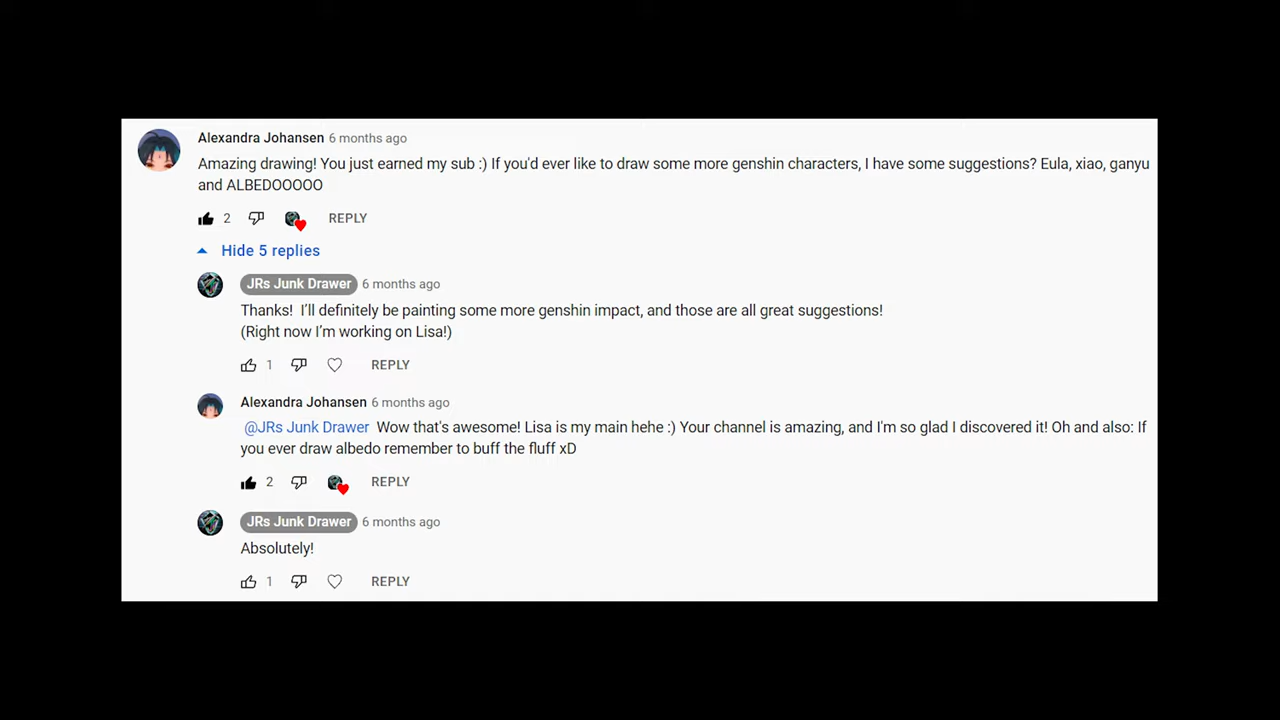 Alexandra Johansen 6 months ago
Amazing drawing! You just earned my sub :) If you'd ever like to draw some more genshin characters, I have some suggestions? Eula, xiao, ganyu
and ALBEDOOOOO
2 REPLY
Hide 5 replies
JRs Junk Drawer 6 months ago
Thanks! I’ll definitely be painting some more genshin impact, and those are all great suggestions!
(Right now I’m working on Lisa!)
1 REPLY
Alexandra Johansen 6 months ago
@JRs Junk Drawer Wow that's awesome! Lisa is my main hehe :) Your channel is amazing, and I'm so glad I discovered it! Oh and also: If
you ever draw albedo remember to buff the fluff xD
2 REPLY
JRs Junk Drawer 6 months ago
Absolutely!
1 REPLY